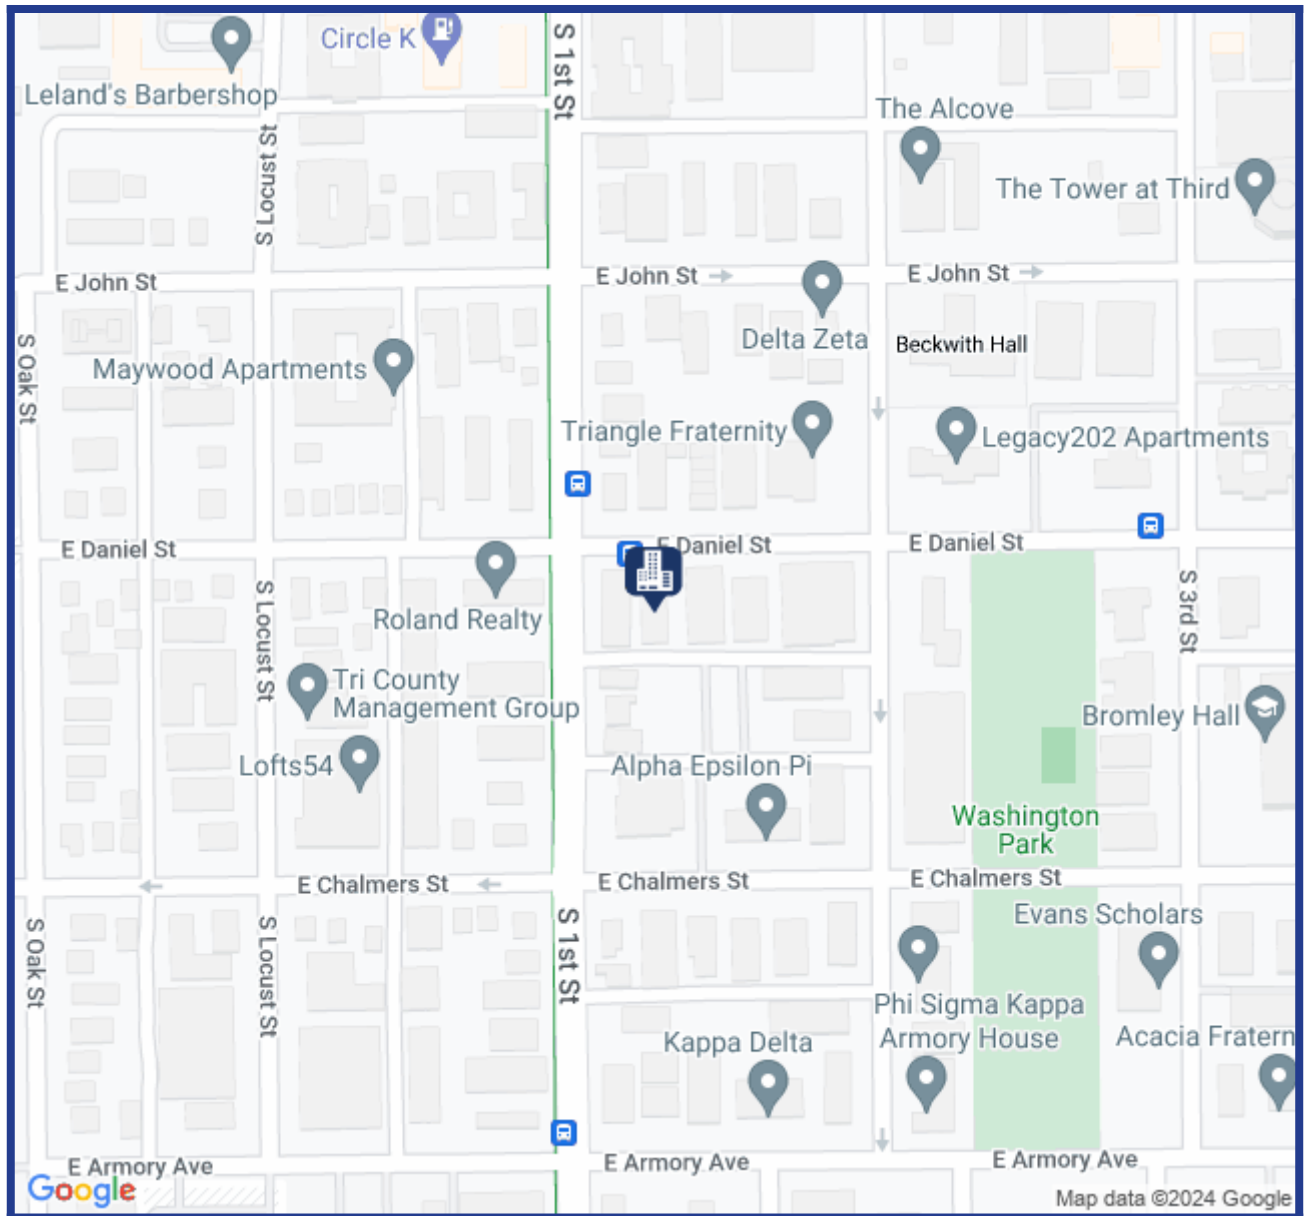 Circle K
S 1st St
Leland's Barbershop
The Alcove
S Locust St
The Tower at Third
E John St
E John St
E John St
S Oak St
Delta Zeta
Beckwith Hall
Maywood Apartments
Triangle Fraternity
Legacy202 Apartments
E Daniel St
E Daniel St
E Daniel St
S Locust St
Roland Realty
S 3rd St
Tri County
Management Group
Bromley Hall
Lofts54
Alpha Epsilon Pi
Washington
Park
E Chalmers St
E Chalmers St
E Chalmers St
S Oak St
S Locust St
S 1st St
Evans Scholars
Phi Sigma Kappa
Armory House
Kappa Delta
Acacia Fratern
E Armory Ave
E Armory Ave
E Armory Ave
Google
Map data ©2024 Google